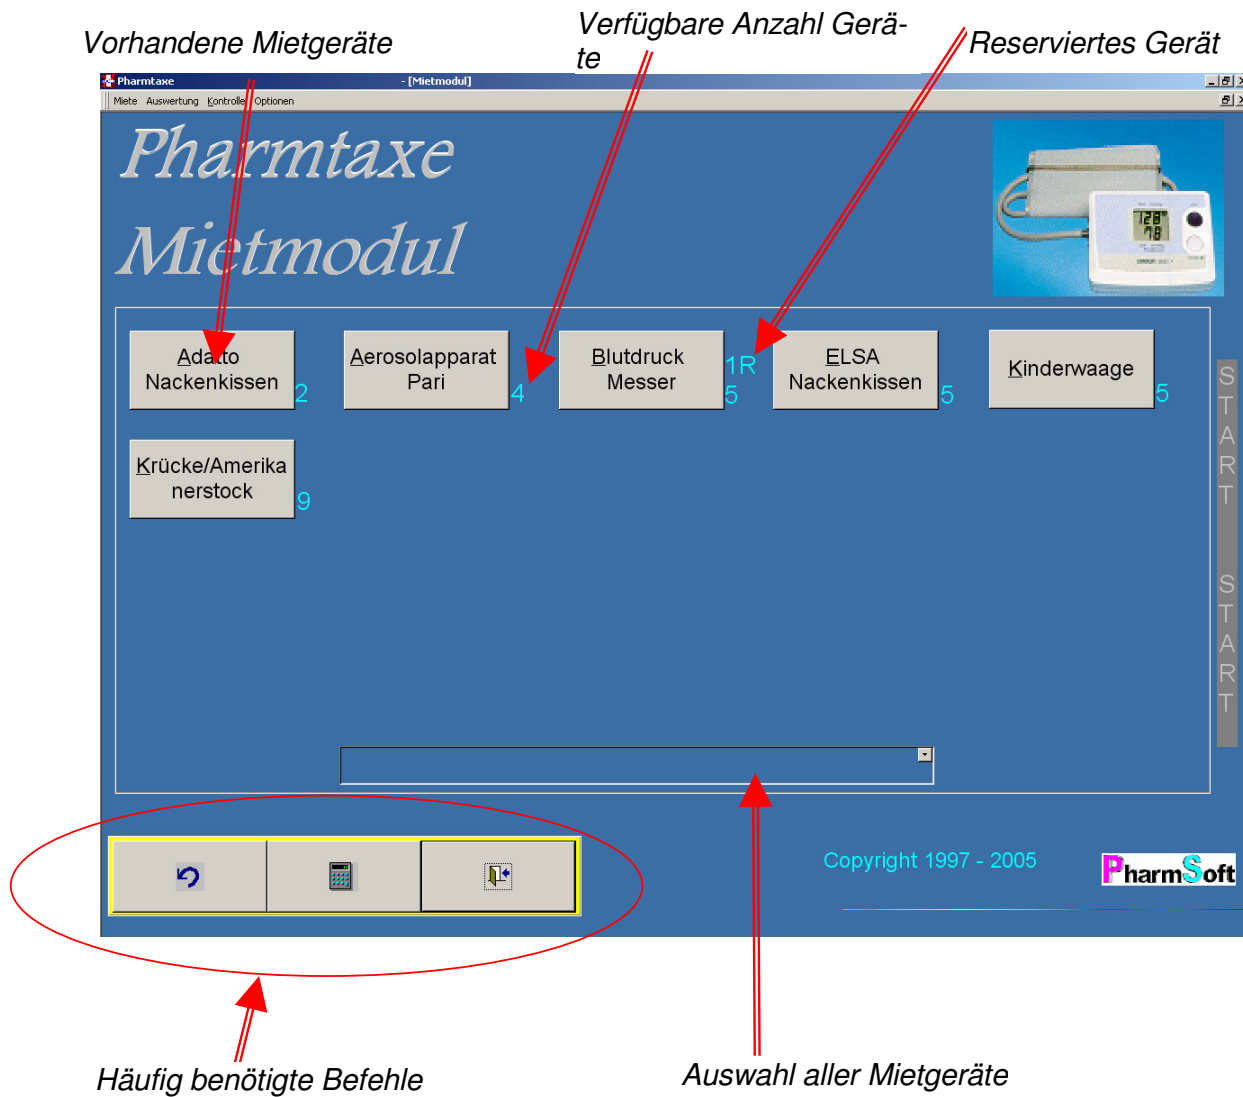 Vorhandene Mietgeräte
Verfügbare Anzahl Gerä-
te
Reserviertes Gerät
Pharmtaxe - [Mietmodul]
Miete Auswertung Kontrolle Optionen
Pharmtaxe
Mietmodul
128
78
Adatto
Nackenkissen
2
Aerosolapparat
Pari
4
Blutdruck
Messer
1R
5
ELSA
Nackenkissen
5
Kinderwaage
5
Krücke/Amerika
nerstock
9
START START
Copyright 1997 - 2005
PharmSoft
Häufig benötigte Befehle
Auswahl aller Mietgeräte